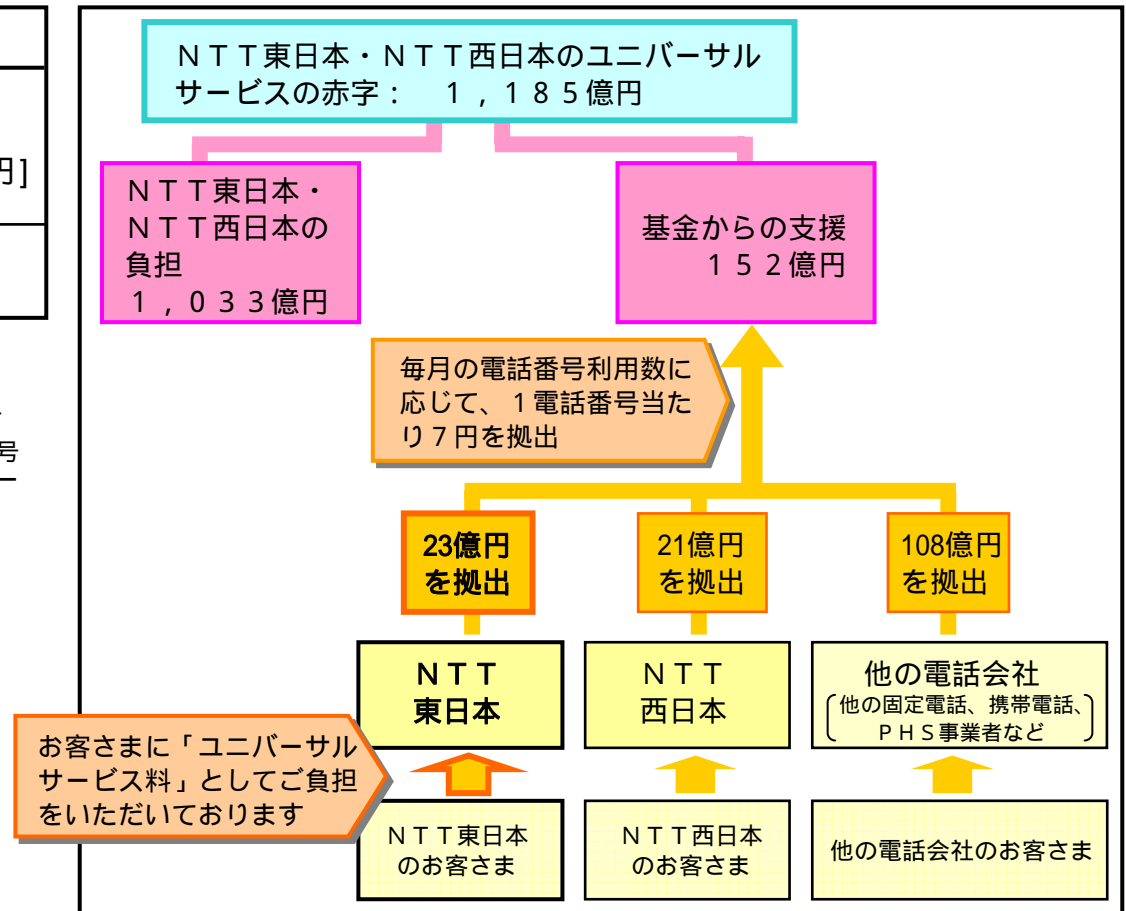 ＮＴＴ東日本・ＮＴＴ西日本のユニバーサル
サービスの赤字：　１，１８５億円
円]
ＮＴＴ東日本・
ＮＴＴ西日本の
負担
１，０３３億円
基金からの支援
１５２億円
毎月の電話番号利用数に
応じて、１電話番号当た
り７円を拠出
号
ー
23億円
を拠出
21億円
を拠出
108億円
を拠出
ＮＴＴ
東日本
ＮＴＴ
西日本
他の電話会社
（他の固定電話、携帯電話、
ＰＨＳ事業者など）
お客さまに「ユニバーサル
サービス料」としてご負担
をいただいております
ＮＴＴ東日本
のお客さま
ＮＴＴ西日本
のお客さま
他の電話会社のお客さま